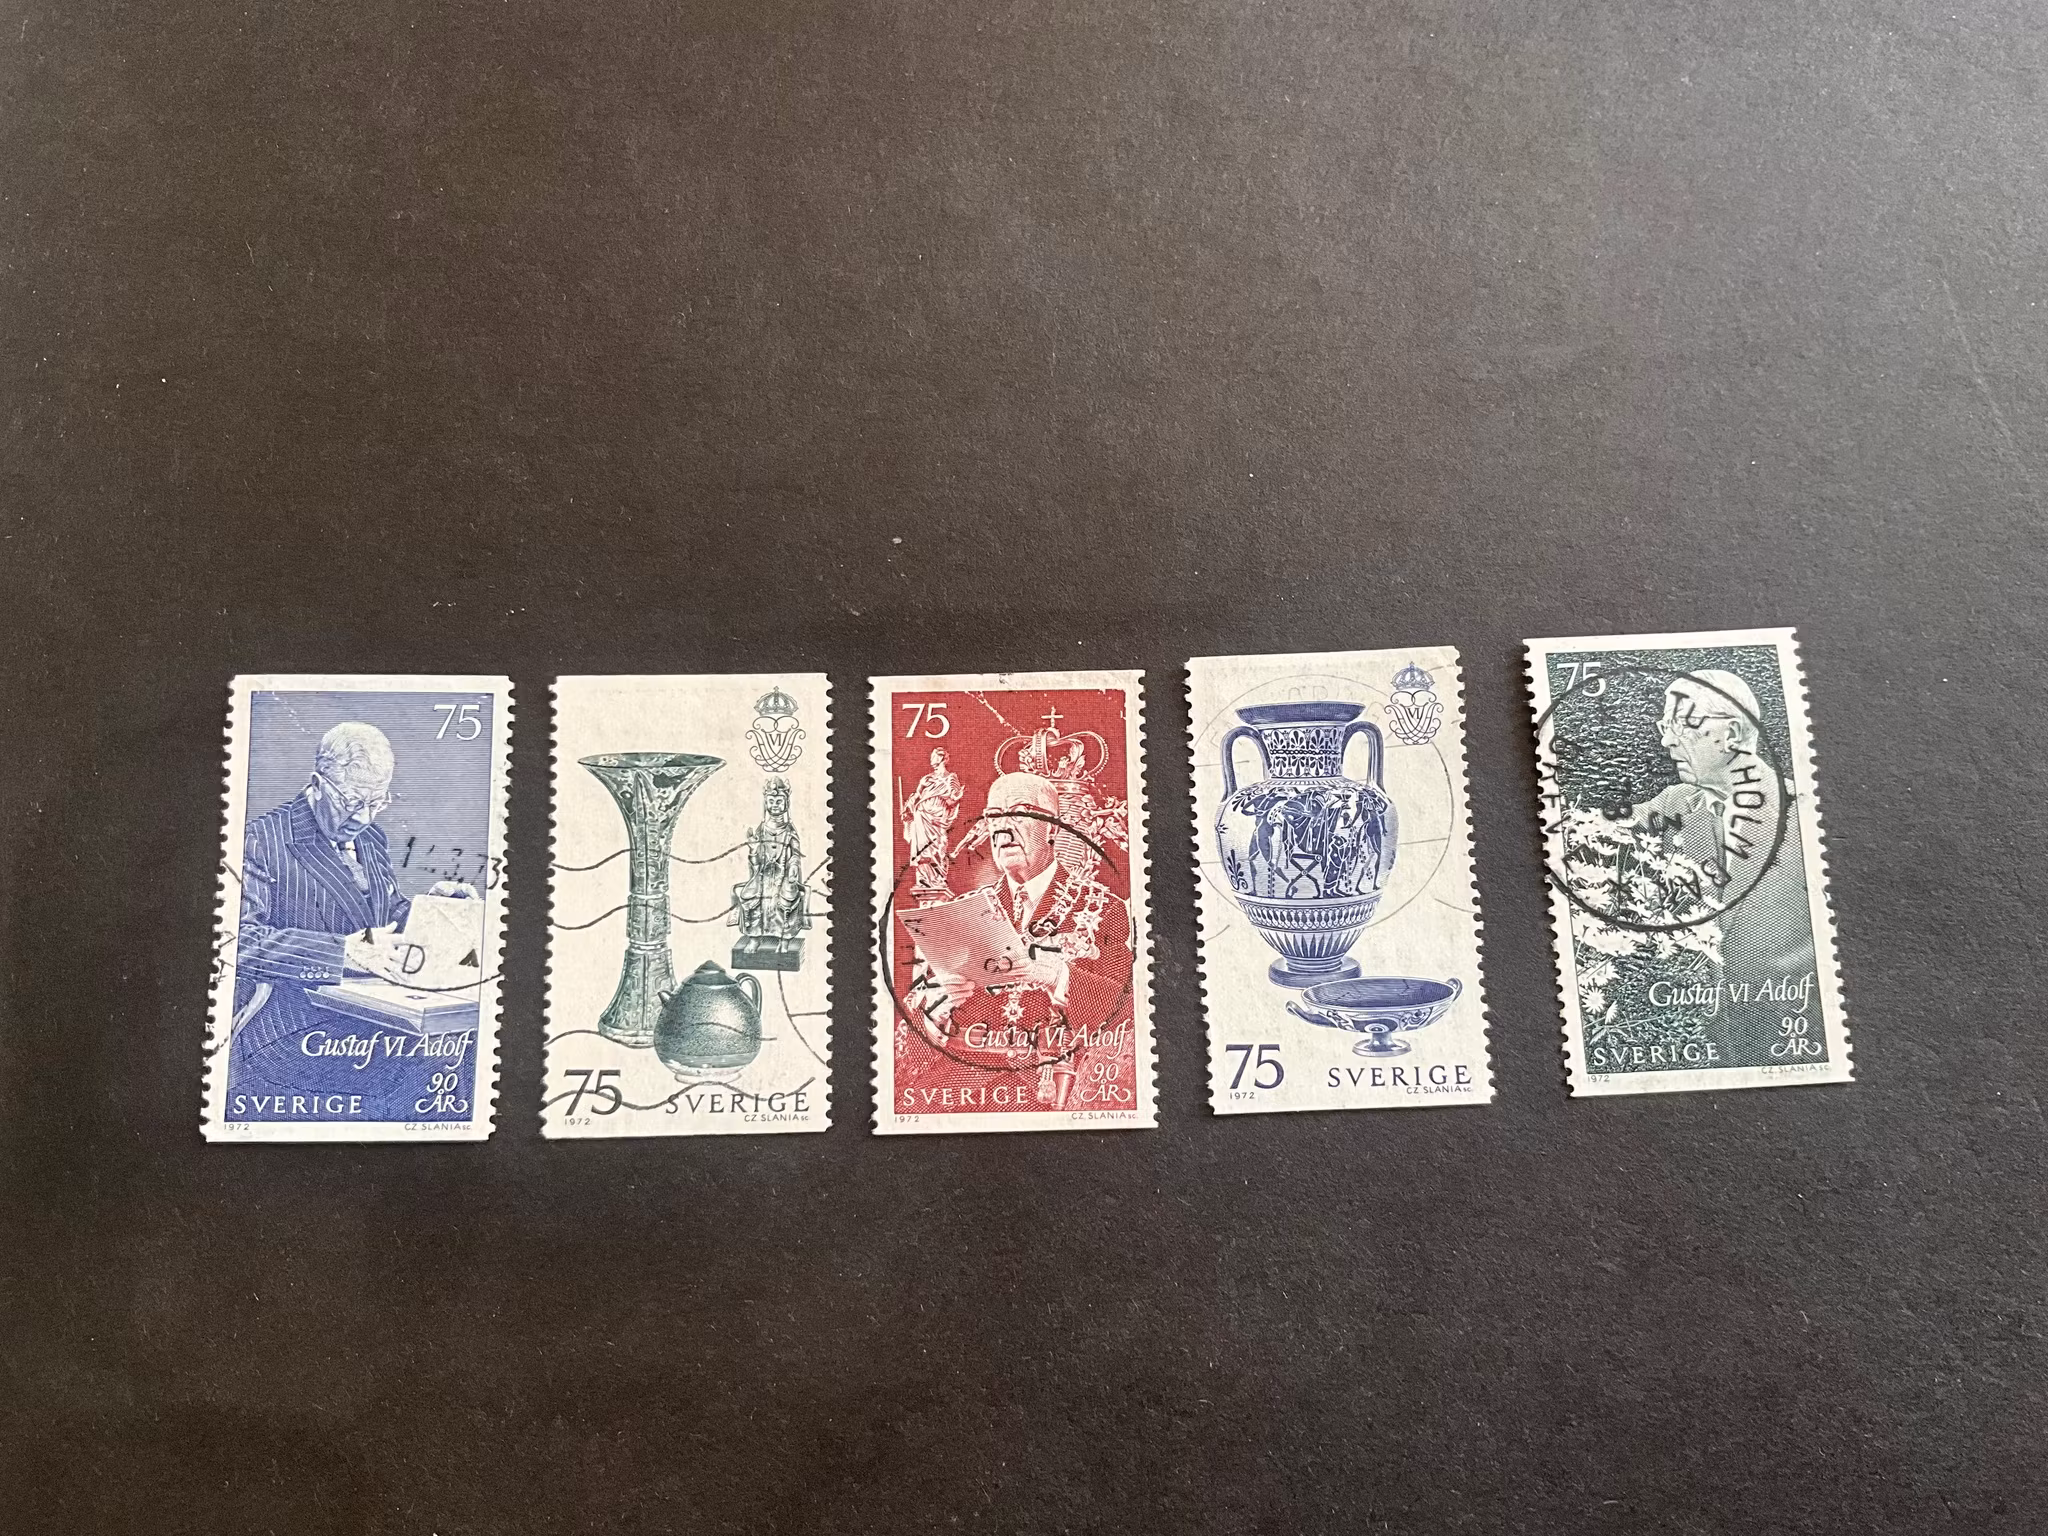 75
Gustaf VI Adolf
90
ÅR
SVERIGE
1972 CZ SLANIA sc.
75 SVERIGE
1972 CZ SLANIA sc.
75
Gustaf VI Adolf
90
ÅR
SVERIGE
1972 CZ SLANIA sc.
75 SVERIGE
1972 CZ SLANIA sc.
75
Gustaf VI Adolf
90
ÅR
SVERIGE
1972 CZ SLANIA sc.